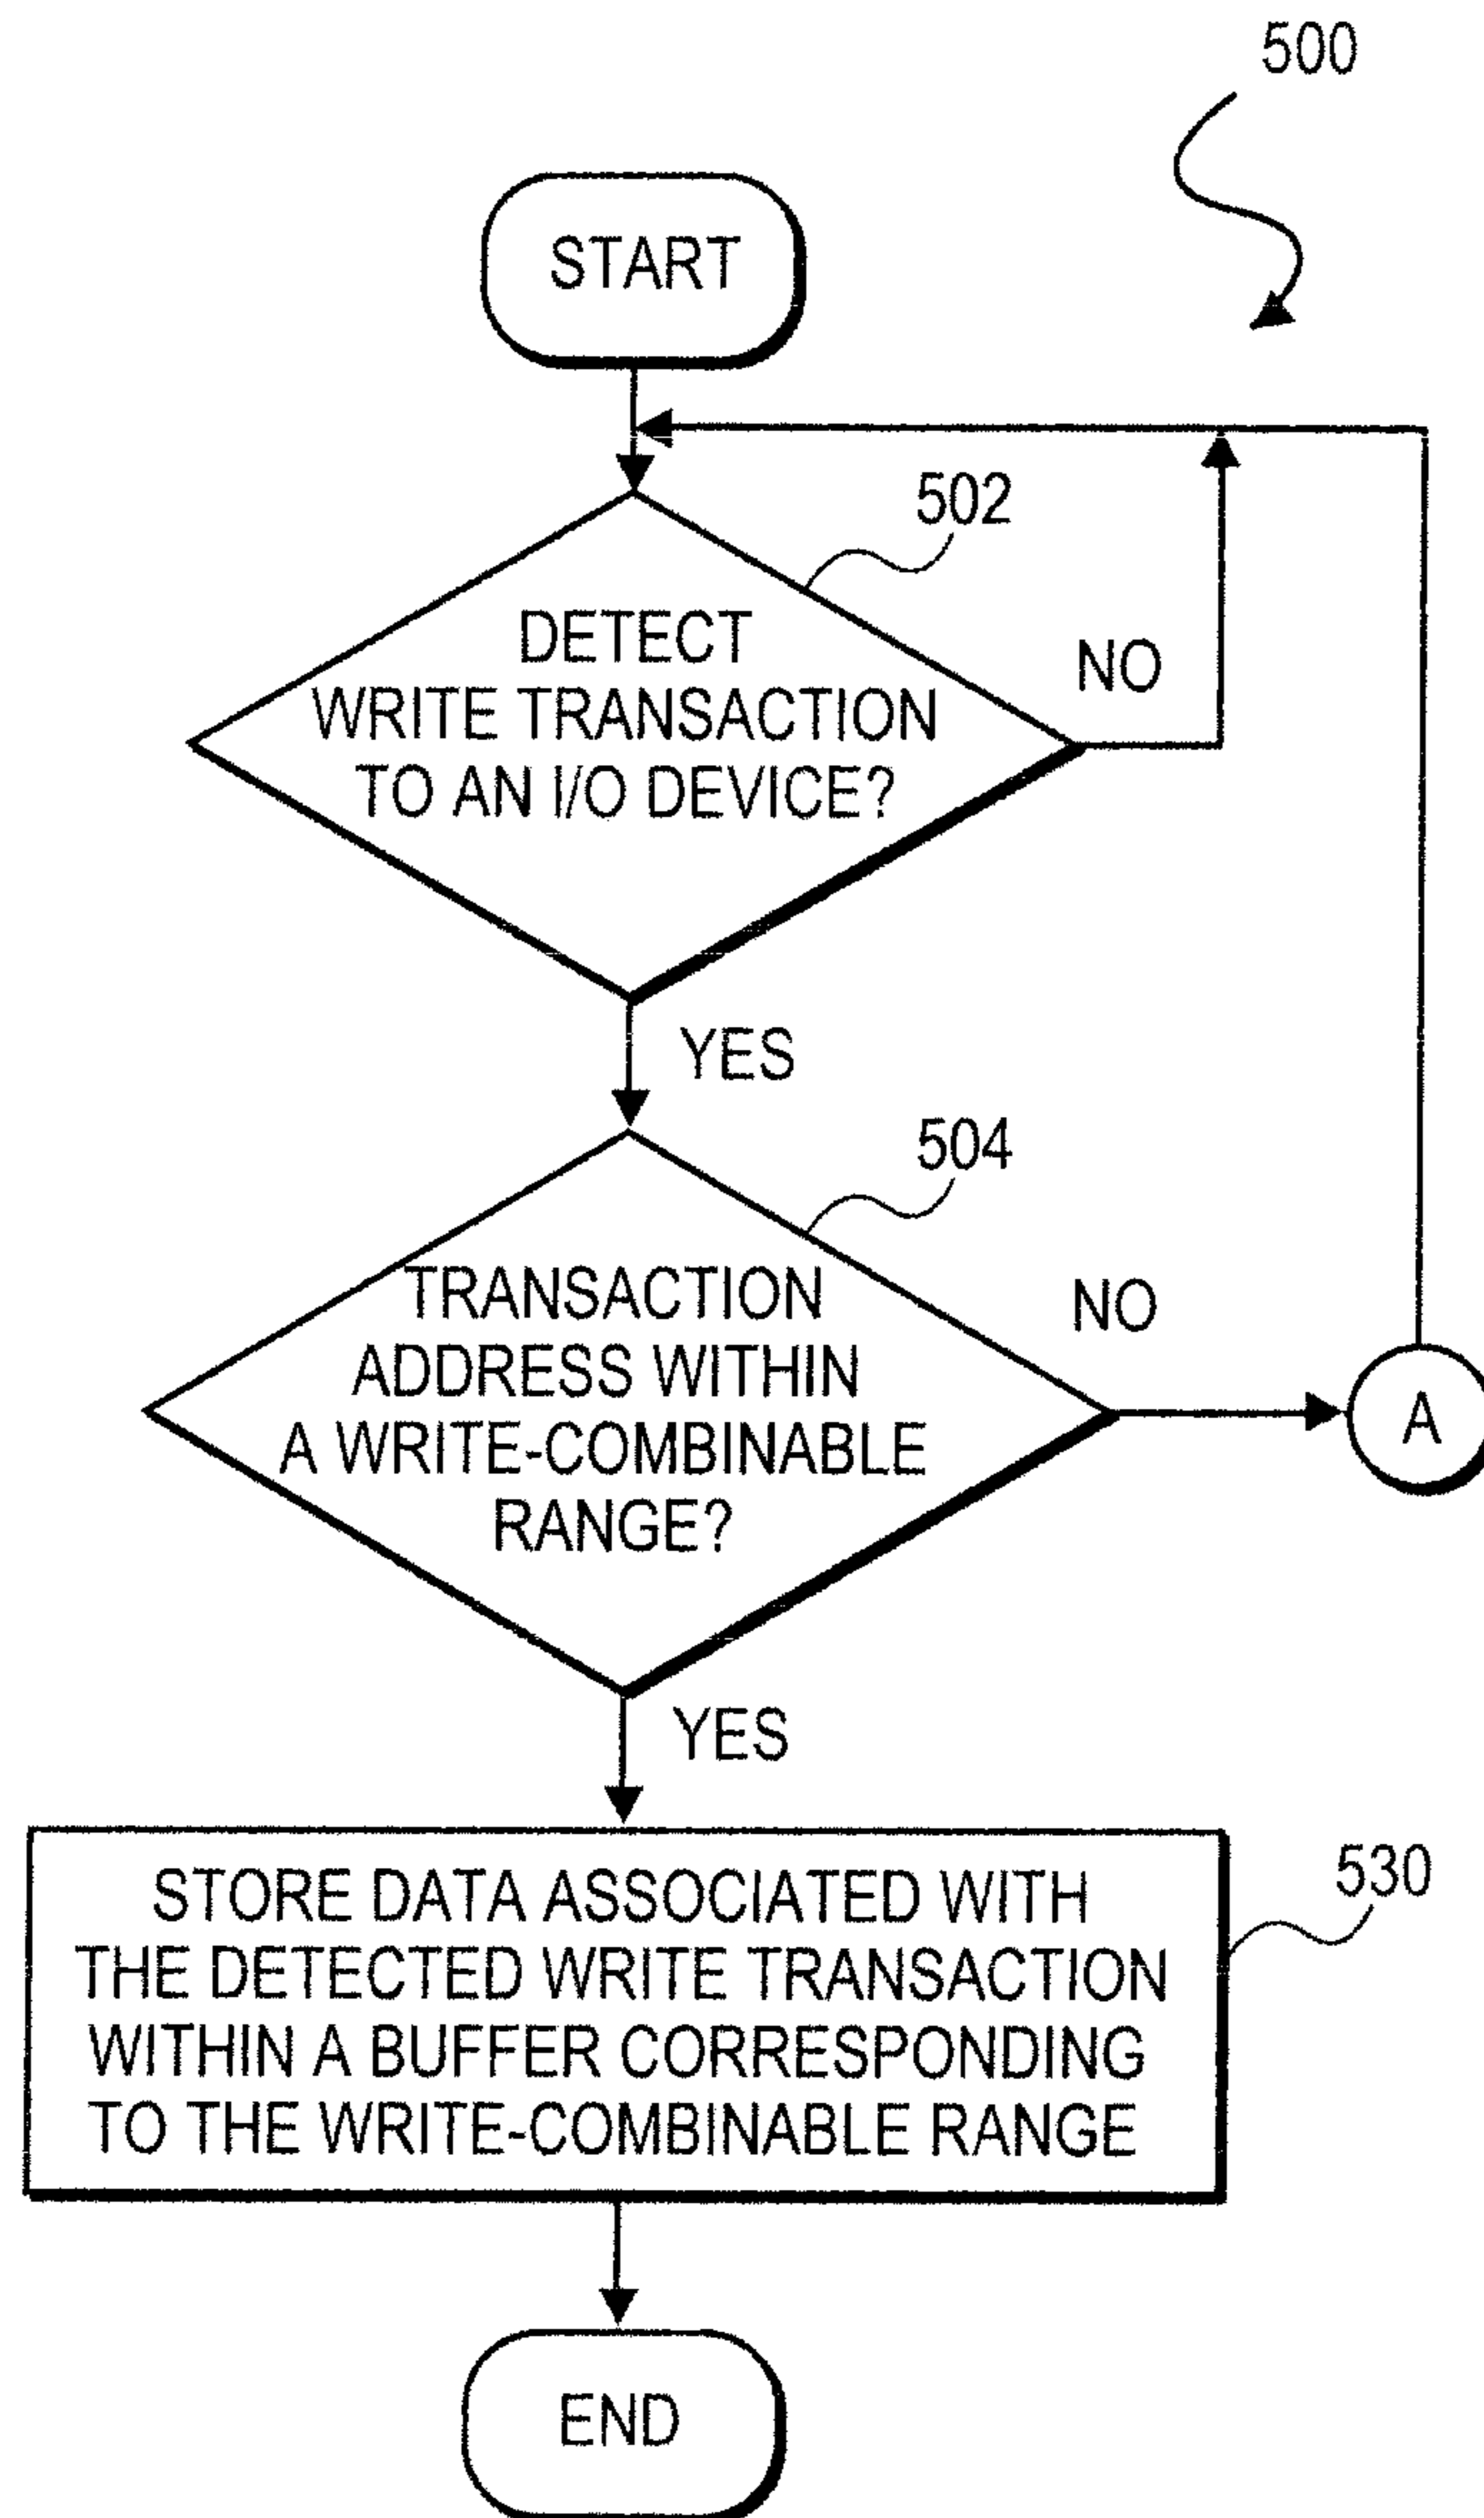 500
START
502
DETECT
WRITE TRANSACTION
TO AN I/O DEVICE?
NO
YES
504
TRANSACTION
ADDRESS WITHIN
A WRITE-COMBINABLE
RANGE?
NO
A
YES
STORE DATA ASSOCIATED WITH
THE DETECTED WRITE TRANSACTION
WITHIN A BUFFER CORRESPONDING
TO THE WRITE-COMBINABLE RANGE
530
END